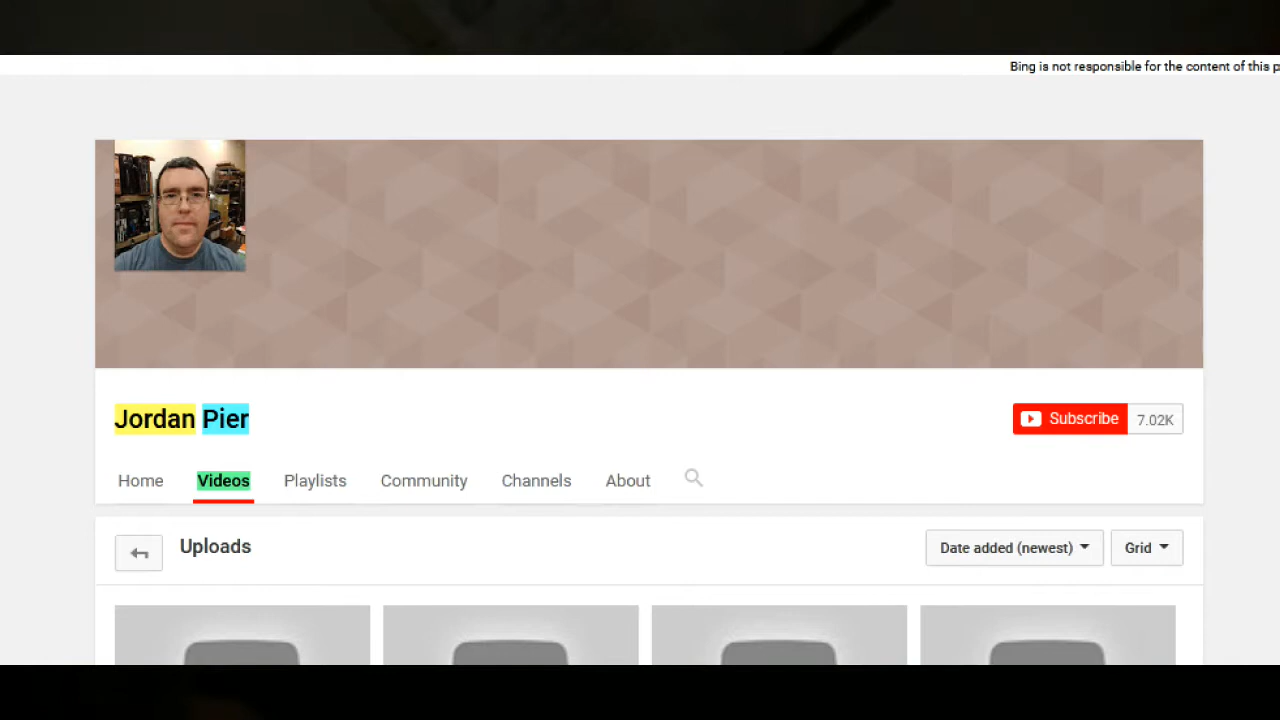 Bing is not responsible for the content of this p
Jordan Pier
Subscribe 7.02K
Home Videos Playlists Community Channels About
Uploads
Date added (newest) Grid